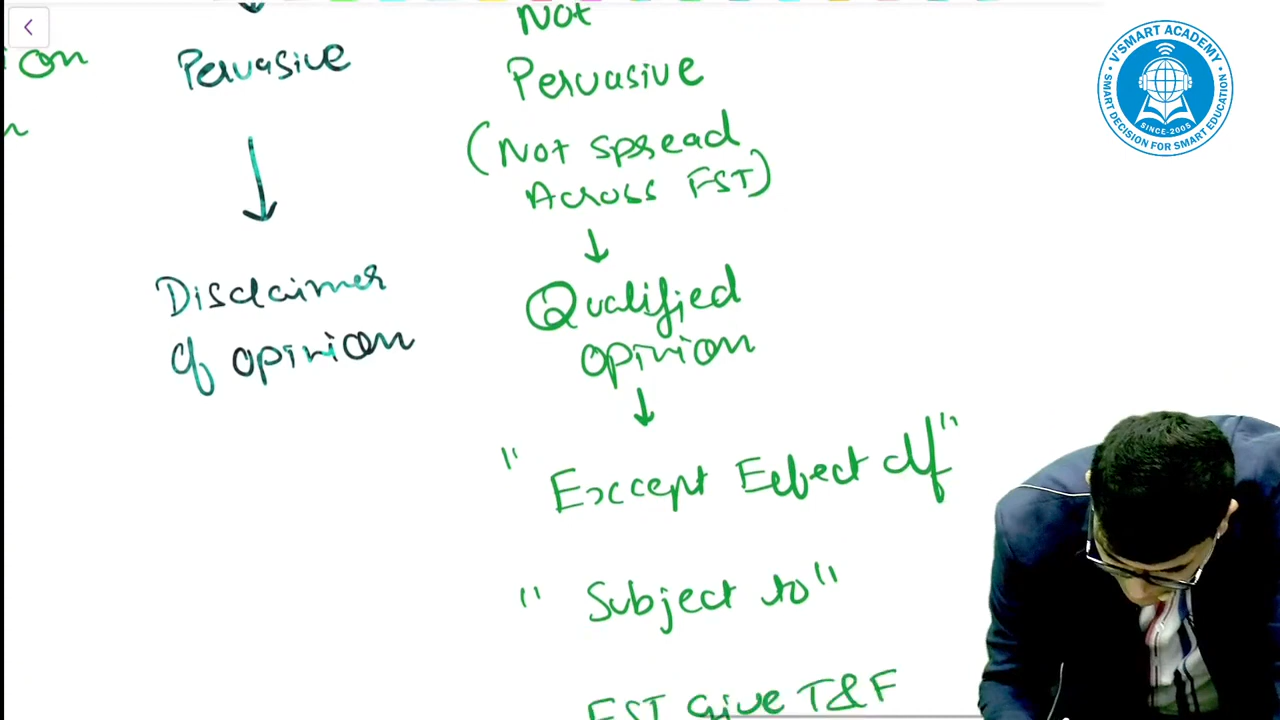 Not
ion
Pervasive
Pervasive
(Not spread
Across FST)
Disclaimer
of opinion
Qualified
opinion
"Except Effect of"
"Subject to"
FST Give T&F
V'SMART ACADEMY
SINCE-2005
SMART DECISION FOR SMART EDUCATION